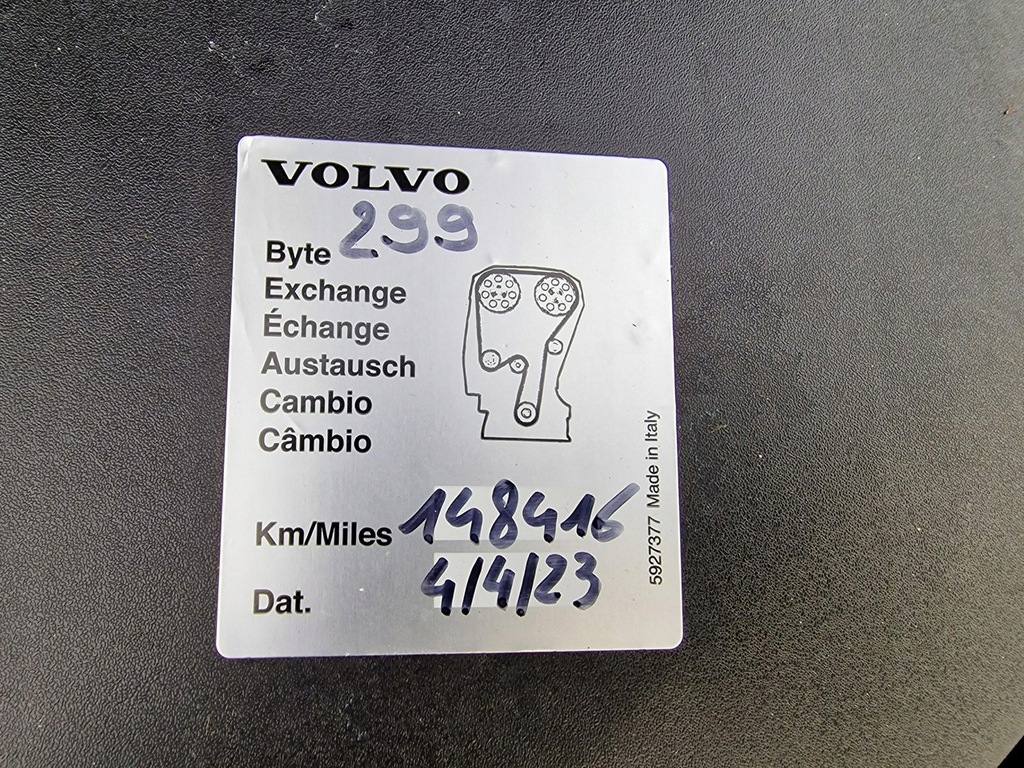 VOLVO
299
Byte
Exchange
Échange
Austausch
Cambio
Câmbio
Km/Miles 148416
Dat. 4/4/23
5927377 Made in Italy